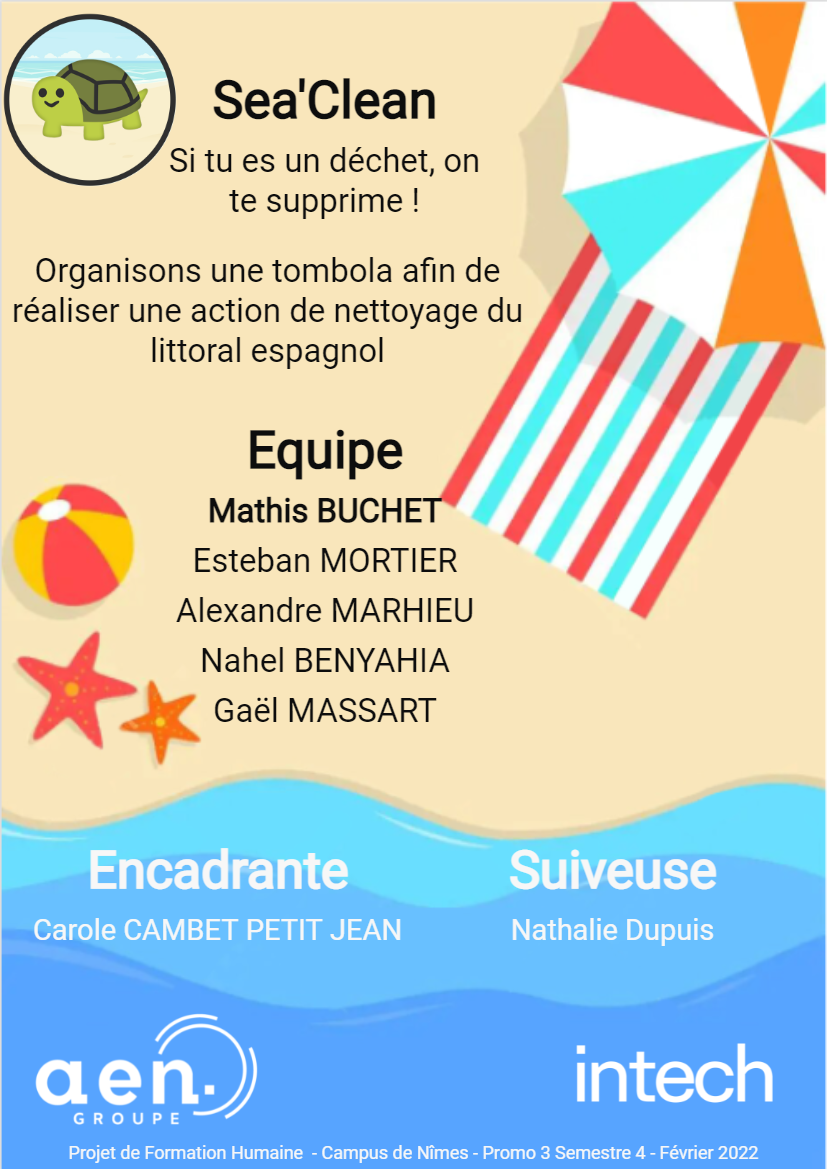 Sea'Clean
Si tu es un déchet, on
te supprime !
Organisons une tombola afin de
réaliser une action de nettoyage du
littoral espagnol
Equipe
Mathis BUCHET
Esteban MORTIER
Alexandre MARHIEU
Nahel BENYAHIA
Gaël MASSART
Encadrante
Carole CAMBET PETIT JEAN
Suiveuse
Nathalie Dupuis
aen.
GROUPE
intech
Projet de Formation Humaine - Campus de Nîmes - Promo 3 Semestre 4 - Février 2022